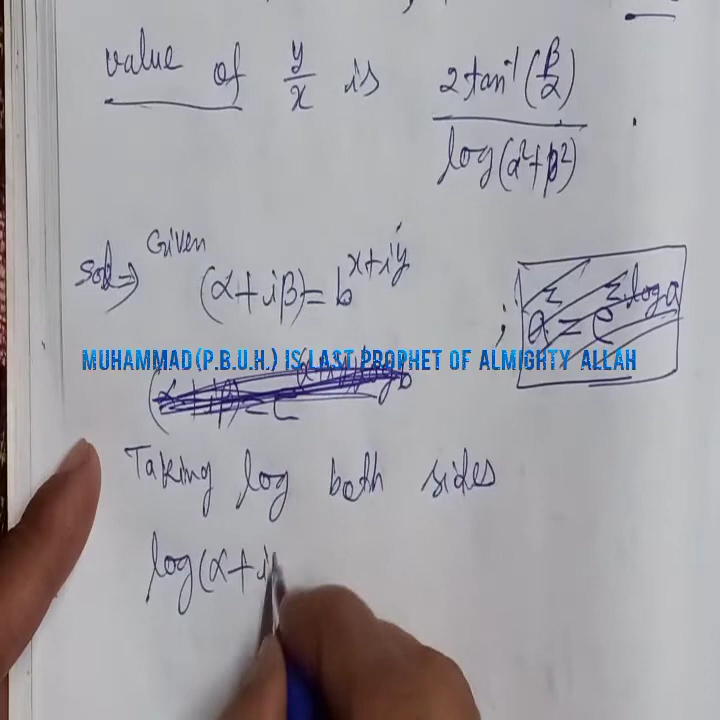 value of y/x is 2tan⁻¹(β/α) / log(α²+β²) .
Given
Sol⇒ (α+iβ) = b^(x+iy) ;
a^z = e^(z log a)
MUHAMMAD(P.B.U.H.) IS LAST PROPHET OF ALMIGHTY ALLAH
Taking log both sides
log(α+i